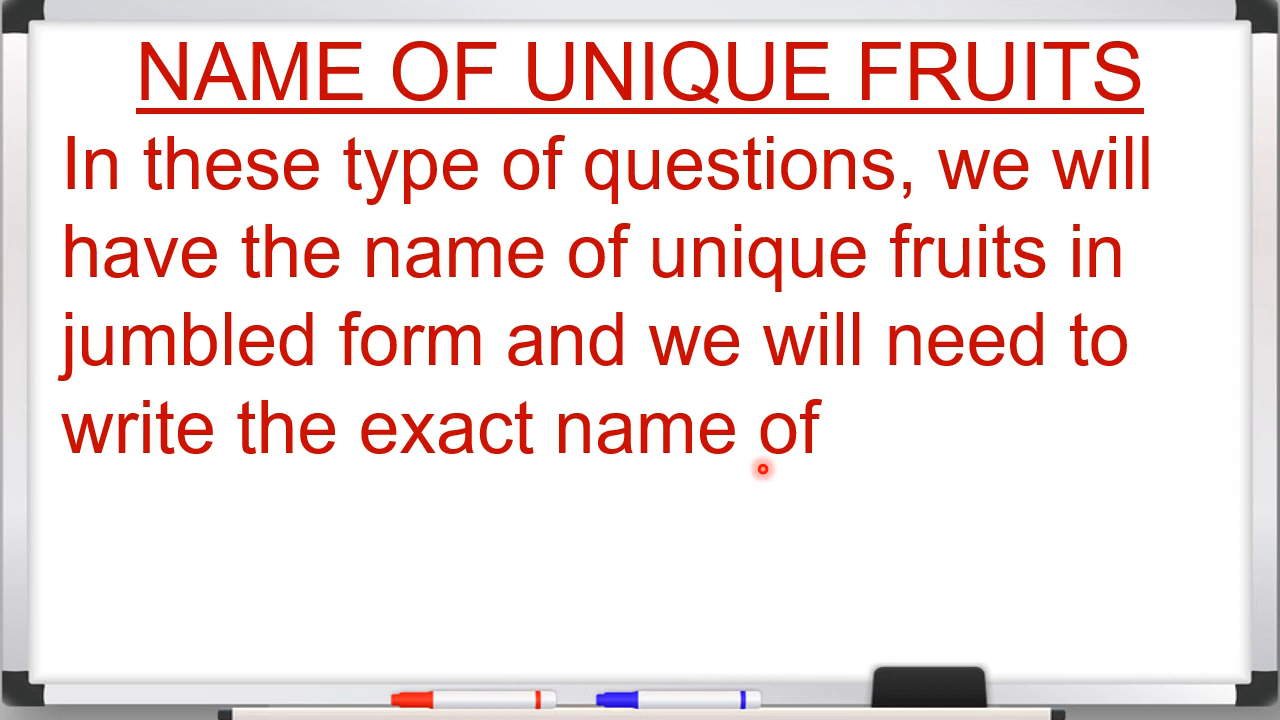 NAME OF UNIQUE FRUITS
In these type of questions, we will
have the name of unique fruits in
jumbled form and we will need to
write the exact name of